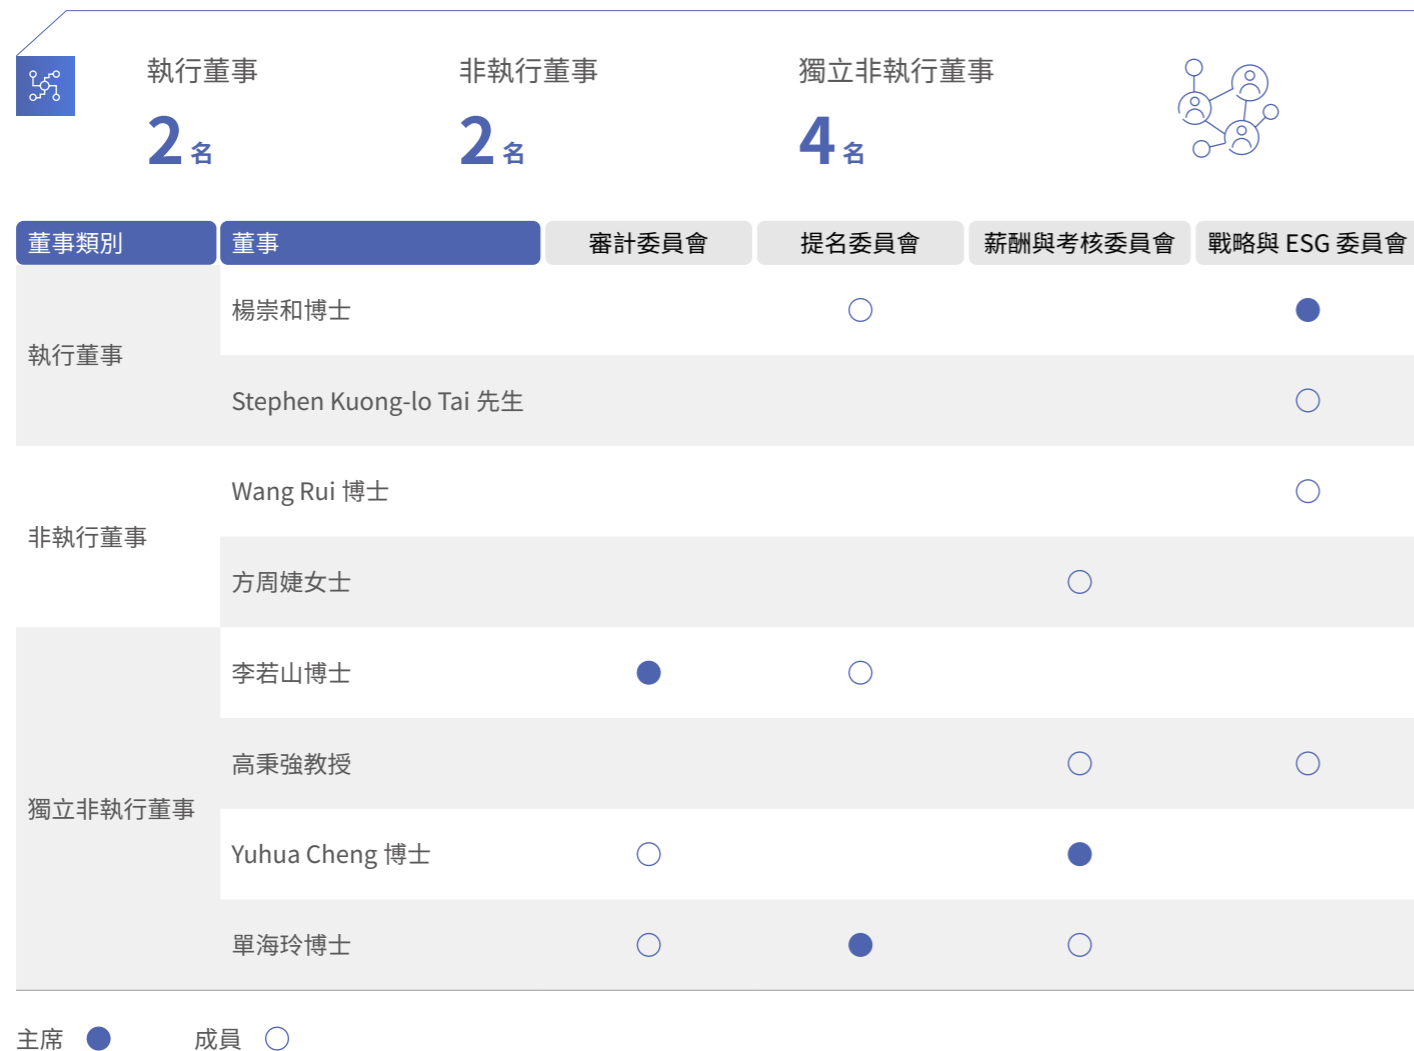 執行董事 非執行董事 獨立非執行董事
2 名 2 名 4 名
董事類別 董事 審計委員會 提名委員會 薪酬與考核委員會 戰略與 ESG 委員會
楊崇和博士 ○ ●
執行董事
Stephen Kuong-lo Tai 先生 ○
Wang Rui 博士 ○
非執行董事
方周婕女士 ○
李若山博士 ● ○
高秉強教授 ○ ○
獨立非執行董事
Yuhua Cheng 博士 ○ ●
單海玲博士 ○ ● ○
主席 ● 成員 ○